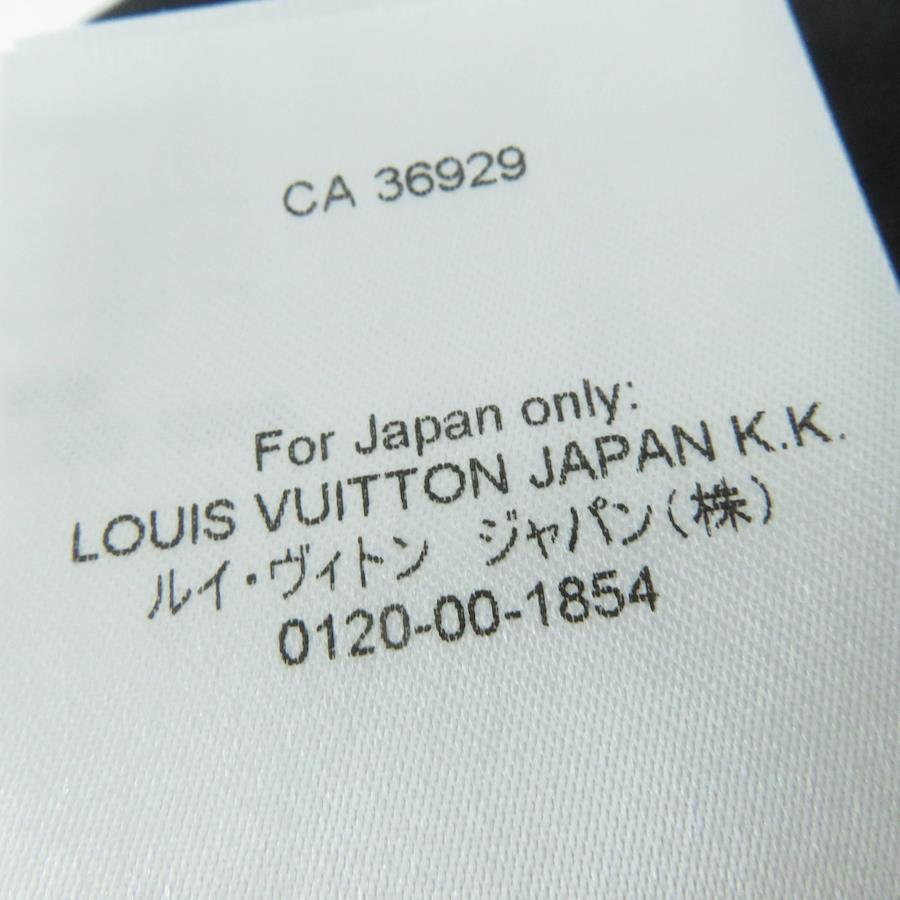 CA 36929
For Japan only:
LOUIS VUITTON JAPAN K.K.
ルイ・ヴィトン　ジャパン(株)
0120-00-1854